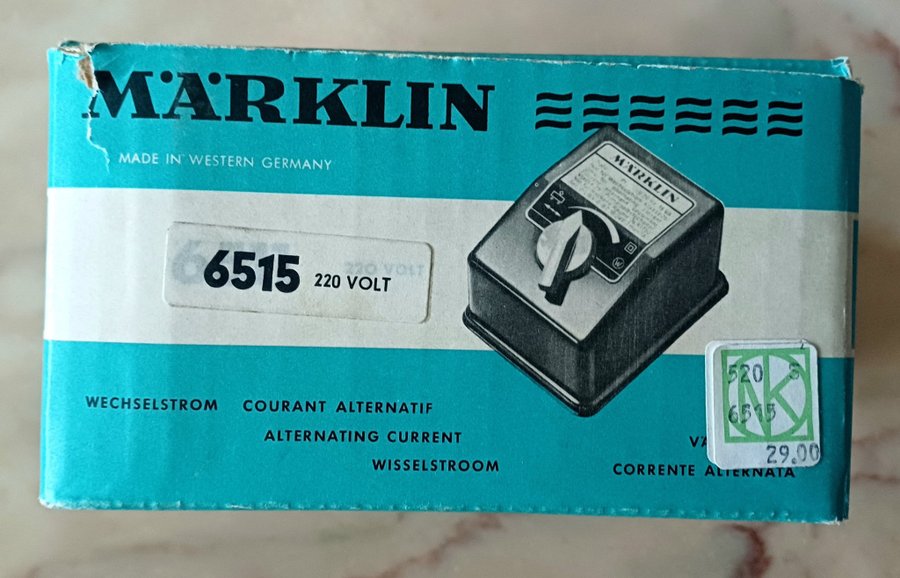 MÄRKLIN
MADE IN WESTERN GERMANY
MÄRKLIN
6515 220 VOLT
520 S
6515
29.00
WECHSELSTROM COURANT ALTERNATIF
ALTERNATING CURRENT
WISSELSTROOM
CORRENTE ALTERNATA